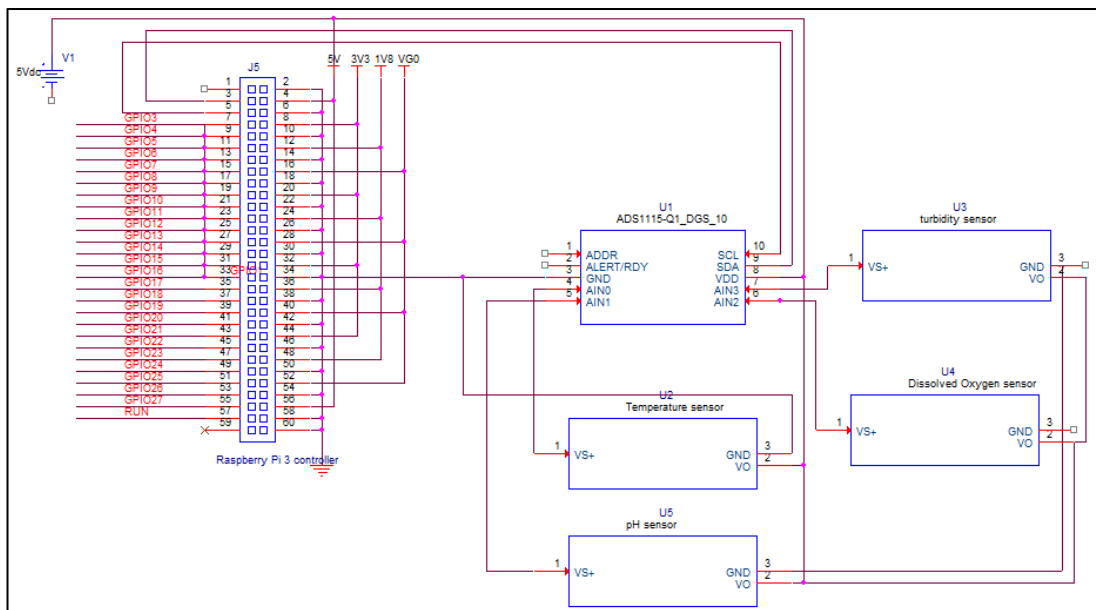 V1
5Vdc
J5
5V 3V3 1V8 VG0
1 2
3 4
5 6
GPIO3 7 8
GPIO4 9 10
GPIO5 11 12
GPIO6 13 14
GPIO7 15 16
GPIO8 17 18
GPIO9 19 20
GPIO10 21 22
GPIO11 23 24
GPIO12 25 26
GPIO13 27 28
GPIO14 29 30
GPIO15 31 32
GPIO16 33 34
GPIO17 35 36
GPIO18 37 38
GPIO19 39 40
GPIO20 41 42
GPIO21 43 44
GPIO22 45 46
GPIO23 47 48
GPIO24 49 50
GPIO25 51 52
GPIO26 53 54
GPIO27 55 56
RUN 57 58
59 60
Raspberry Pi 3 controller
U1
ADS1115-Q1_DGS_10
1 ADDR SCL 10
2 ALERT/RDY SDA 9
3 GND VDD 8
4 AIN0 AIN3 7
5 AIN1 AIN2 6
U3
turbidity sensor
1 VS+ GND 3
VO 2
U4
Dissolved Oxygen sensor
1 VS+ GND 3
VO 2
U2
Temperature sensor
1 VS+ GND 3
VO 2
U5
pH sensor
1 VS+ GND 3
VO 2